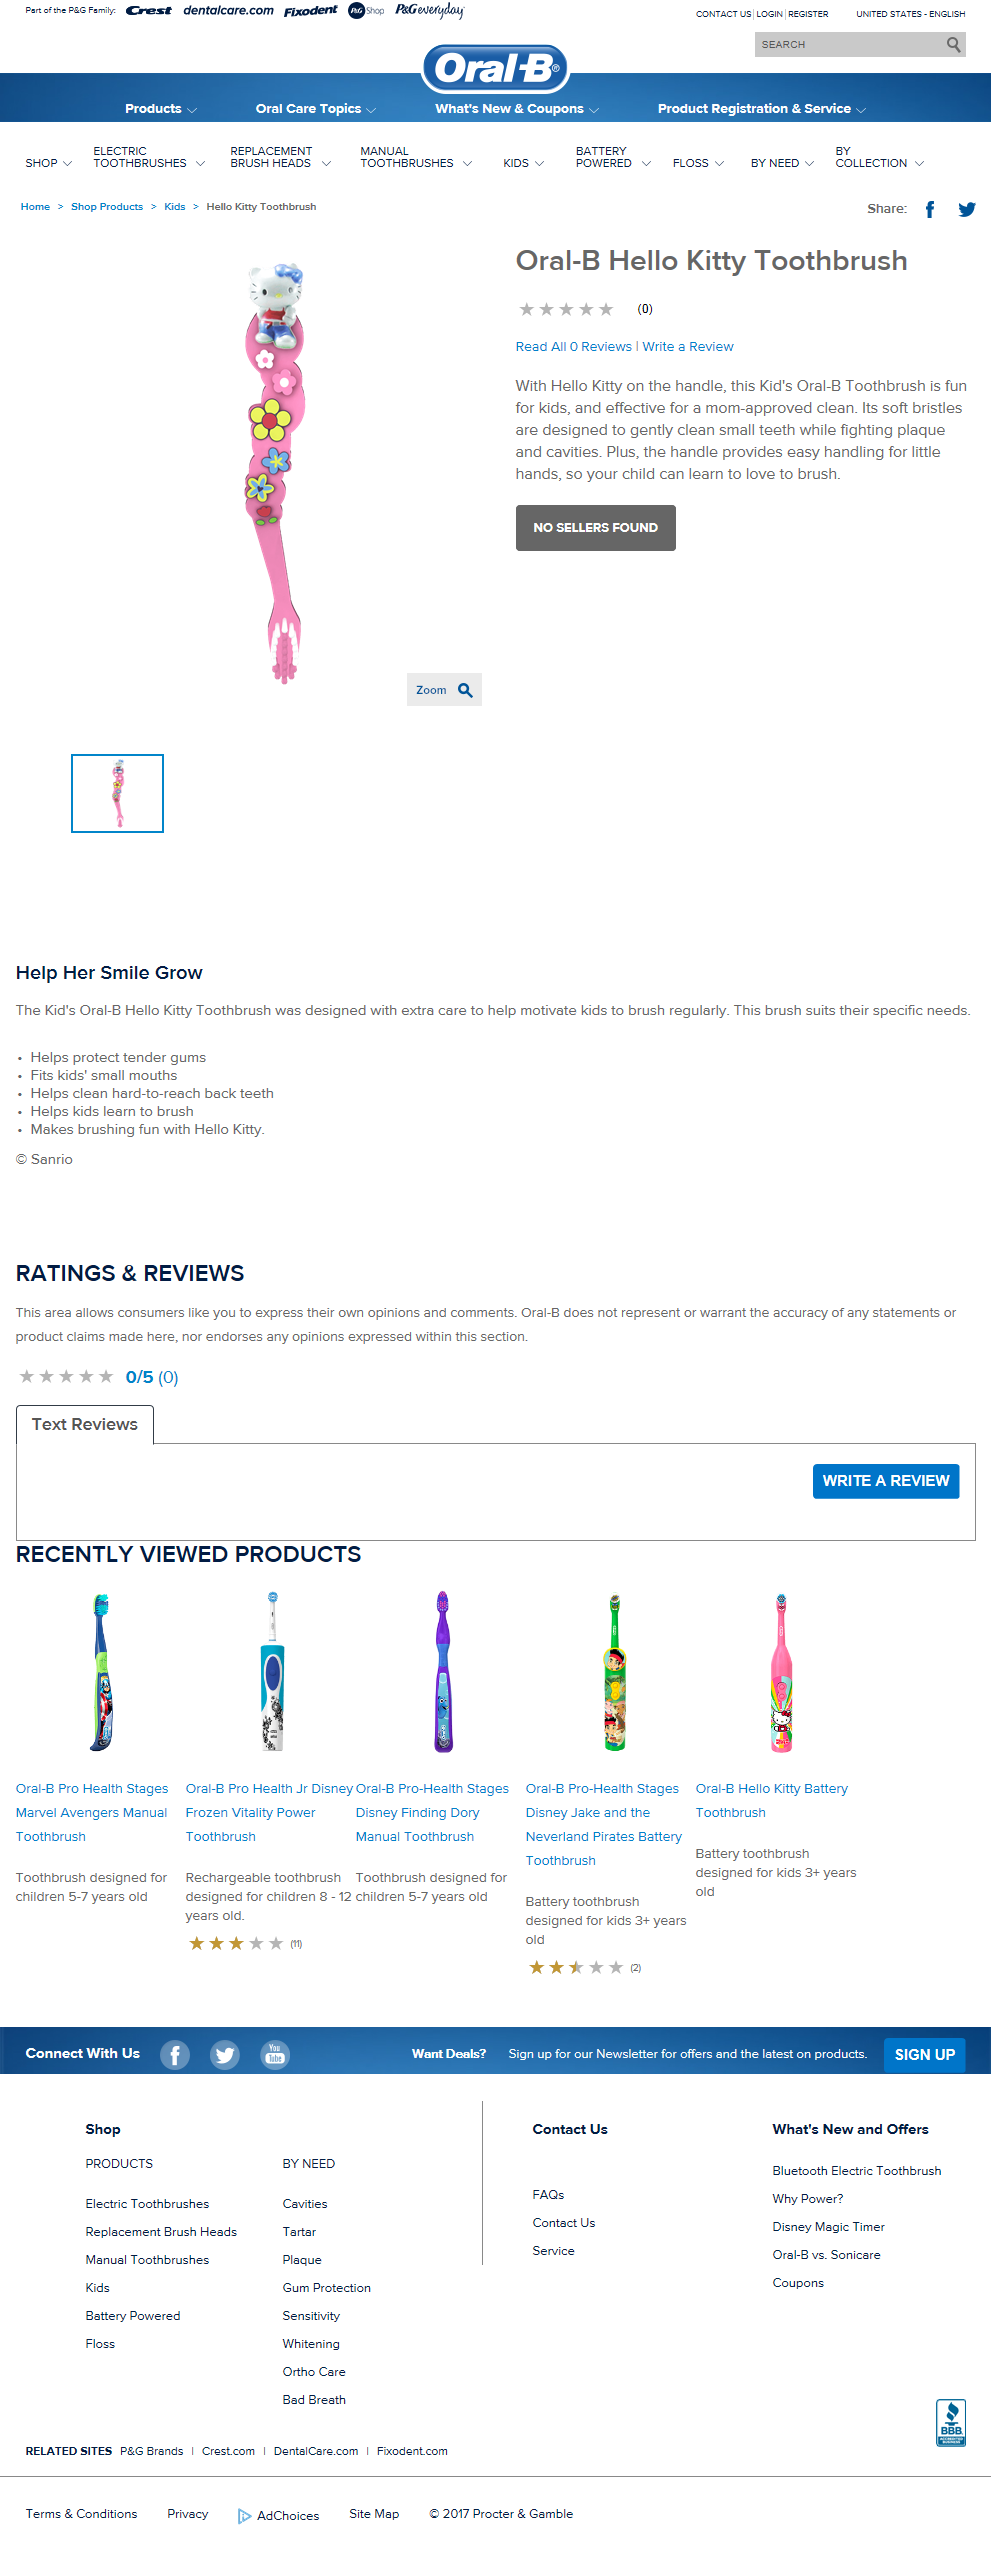 Part of the P&G Family: Crest dentalcare.com Fixodent P&G Shop P&G everyday
CONTACT US | LOGIN | REGISTER UNITED STATES - ENGLISH
SEARCH
Oral-B®
Products Oral Care Topics What's New & Coupons Product Registration & Service
SHOP ELECTRIC TOOTHBRUSHES REPLACEMENT BRUSH HEADS MANUAL TOOTHBRUSHES KIDS BATTERY POWERED FLOSS BY NEED BY COLLECTION
Home > Shop Products > Kids > Hello Kitty Toothbrush
Share:
Oral-B Hello Kitty Toothbrush
(0)
Read All 0 Reviews | Write a Review
With Hello Kitty on the handle, this Kid's Oral-B Toothbrush is fun
for kids, and effective for a mom-approved clean. Its soft bristles
are designed to gently clean small teeth while fighting plaque
and cavities. Plus, the handle provides easy handling for little
hands, so your child can learn to love to brush.
NO SELLERS FOUND
Zoom
Help Her Smile Grow
The Kid's Oral-B Hello Kitty Toothbrush was designed with extra care to help motivate kids to brush regularly. This brush suits their specific needs.
• Helps protect tender gums
• Fits kids' small mouths
• Helps clean hard-to-reach back teeth
• Helps kids learn to brush
• Makes brushing fun with Hello Kitty.
© Sanrio
RATINGS & REVIEWS
This area allows consumers like you to express their own opinions and comments. Oral-B does not represent or warrant the accuracy of any statements or
product claims made here, nor endorses any opinions expressed within this section.
0/5 (0)
Text Reviews
WRITE A REVIEW
RECENTLY VIEWED PRODUCTS
Oral-B Pro Health Stages
Marvel Avengers Manual
Toothbrush
Toothbrush designed for
children 5-7 years old
Oral-B Pro Health Jr Disney
Frozen Vitality Power
Toothbrush
Rechargeable toothbrush
designed for children 8 - 12
years old.
(11)
Oral-B Pro-Health Stages
Disney Finding Dory
Manual Toothbrush
Toothbrush designed for
children 5-7 years old
Oral-B Pro-Health Stages
Disney Jake and the
Neverland Pirates Battery
Toothbrush
Battery toothbrush
designed for kids 3+ years
old
(2)
Oral-B Hello Kitty Battery
Toothbrush
Battery toothbrush
designed for kids 3+ years
old
Connect With Us
You Tube
Want Deals? Sign up for our Newsletter for offers and the latest on products. SIGN UP
Shop
PRODUCTS
Electric Toothbrushes
Replacement Brush Heads
Manual Toothbrushes
Kids
Battery Powered
Floss
BY NEED
Cavities
Tartar
Plaque
Gum Protection
Sensitivity
Whitening
Ortho Care
Bad Breath
Contact Us
FAQs
Contact Us
Service
What's New and Offers
Bluetooth Electric Toothbrush
Why Power?
Disney Magic Timer
Oral-B vs. Sonicare
Coupons
BBB
ACCREDITED
BUSINESS
RELATED SITES P&G Brands | Crest.com | DentalCare.com | Fixodent.com
Terms & Conditions Privacy AdChoices Site Map © 2017 Procter & Gamble